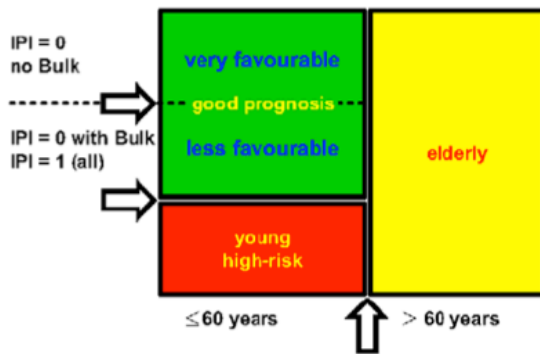 IPI = 0
no Bulk
IPI = 0 with Bulk
IPI = 1 (all)
very favourable
good prognosis
less favourable
young
high-risk
elderly
≤60 years
> 60 years